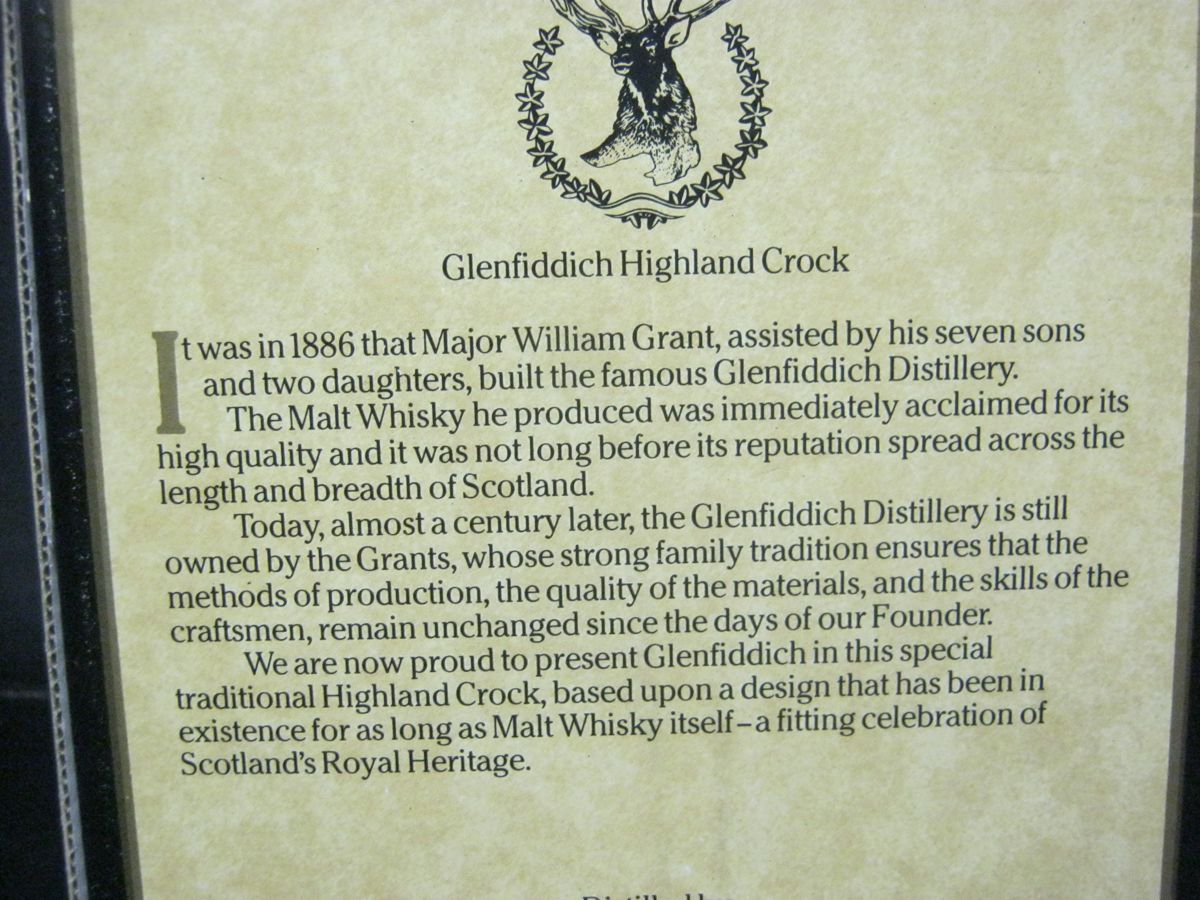 Glenfiddich Highland Crock
It was in 1886 that Major William Grant, assisted by his seven sons
and two daughters, built the famous Glenfiddich Distillery.
The Malt Whisky he produced was immediately acclaimed for its
high quality and it was not long before its reputation spread across the
length and breadth of Scotland.
Today, almost a century later, the Glenfiddich Distillery is still
owned by the Grants, whose strong family tradition ensures that the
methods of production, the quality of the materials, and the skills of the
craftsmen, remain unchanged since the days of our Founder.
We are now proud to present Glenfiddich in this special
traditional Highland Crock, based upon a design that has been in
existence for as long as Malt Whisky itself – a fitting celebration of
Scotland's Royal Heritage.